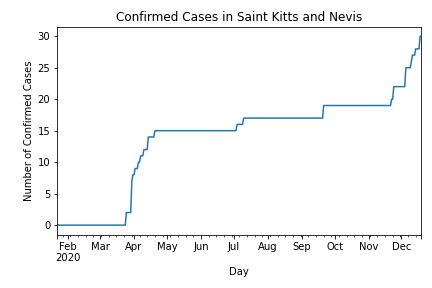 Confirmed Cases in Saint Kitts and Nevis
Number of Confirmed Cases
30
25
20
15
10
5
0
Feb Mar Apr May Jun Jul Aug Sep Oct Nov Dec
2020
Day